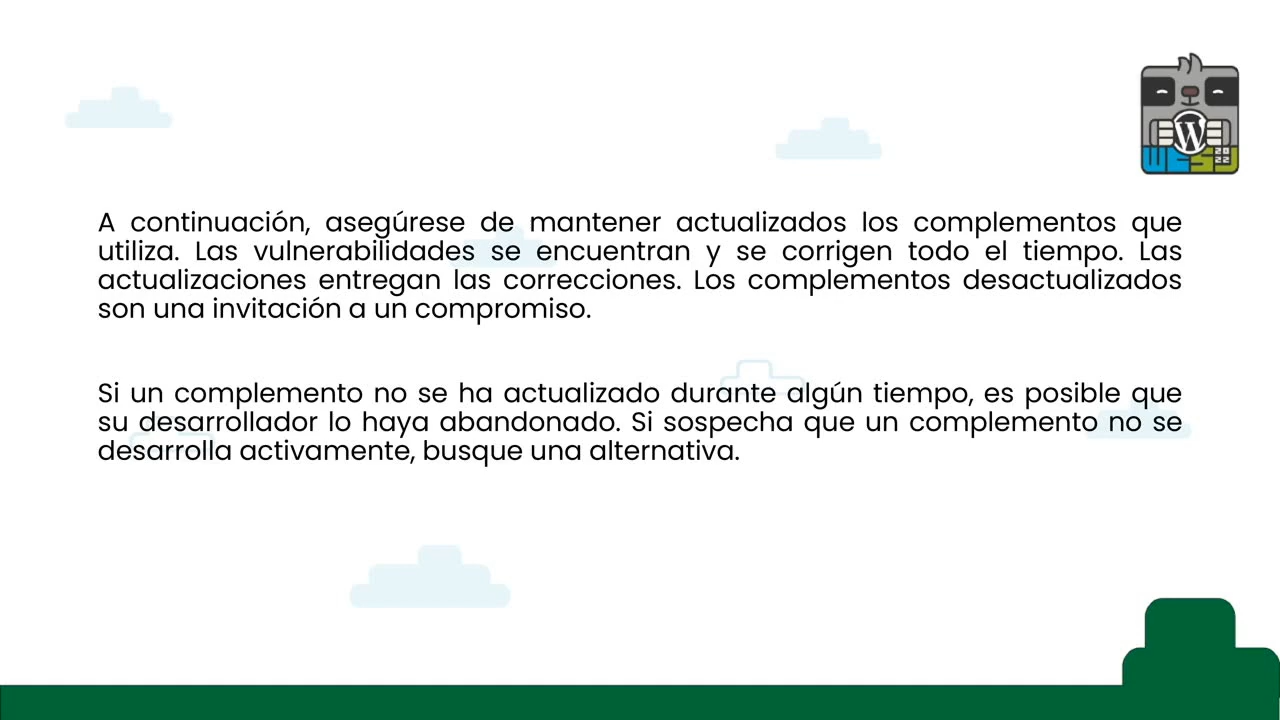 A continuación, asegúrese de mantener actualizados los complementos que
utiliza. Las vulnerabilidades se encuentran y se corrigen todo el tiempo. Las
actualizaciones entregan las correcciones. Los complementos desactualizados
son una invitación a un compromiso.
Si un complemento no se ha actualizado durante algún tiempo, es posible que
su desarrollador lo haya abandonado. Si sospecha que un complemento no se
desarrolla activamente, busque una alternativa.